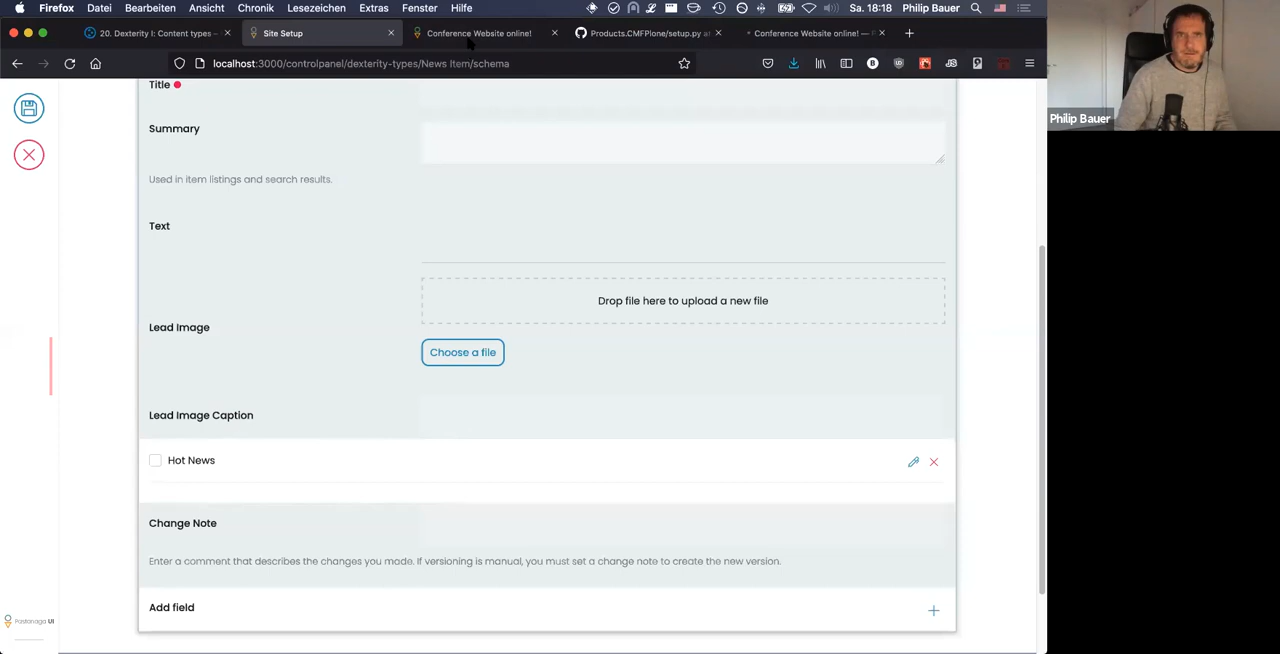 Firefox Datei Bearbeiten Ansicht Chronik Lesezeichen Extras Fenster Hilfe Sa. 18:18 Philip Bauer
20. Dexterity I: Content types – Site Setup Conference Website online! Products.CMFPlone/setup.py at Conference Website online! — P
localhost:3000/controlpanel/dexterity-types/News Item/schema
Title
Summary
Used in item listings and search results.
Text
Drop file here to upload a new file
Lead Image
Choose a file
Lead Image Caption
Hot News
Change Note
Enter a comment that describes the changes you made. If versioning is manual, you must set a change note to create the new version.
Add field
Pastanaga UI
Philip Bauer